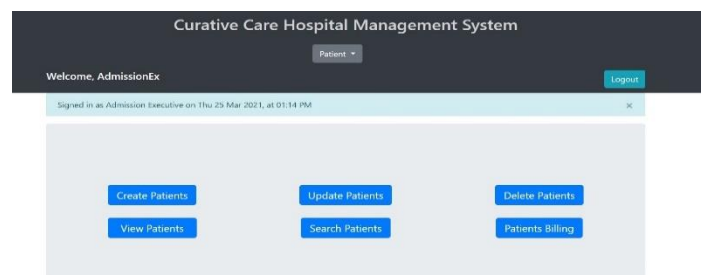 Curative Care Hospital Management System
Patient
Welcome, AdmissionEx
Logout
Signed in as Admission Executive on Thu 25 Mar 2021, at 01:14 PM ×
Create Patients Update Patients Delete Patients
View Patients Search Patients Patients Billing